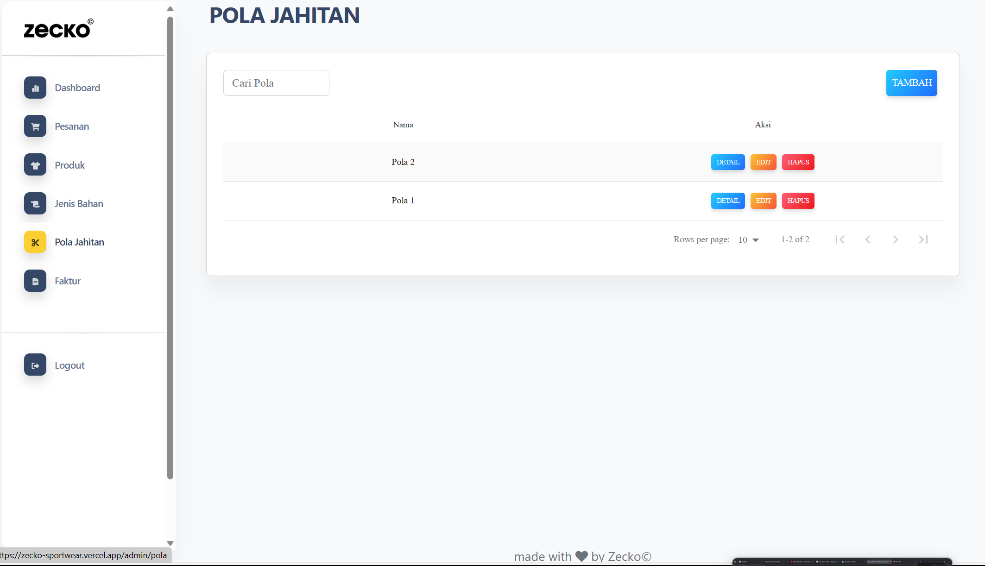 zecko©
Dashboard
Pesanan
Produk
Jenis Bahan
Pola Jahitan
Faktur
Logout
ttps://zecko-sportwear.vercel.app/admin/pola
POLA JAHITAN
Cari Pola
TAMBAH
Nama Aksi
Pola 2 DETAIL EDIT HAPUS
Pola 1 DETAIL EDIT HAPUS
Rows per page: 10 1-2 of 2
made with by Zecko©